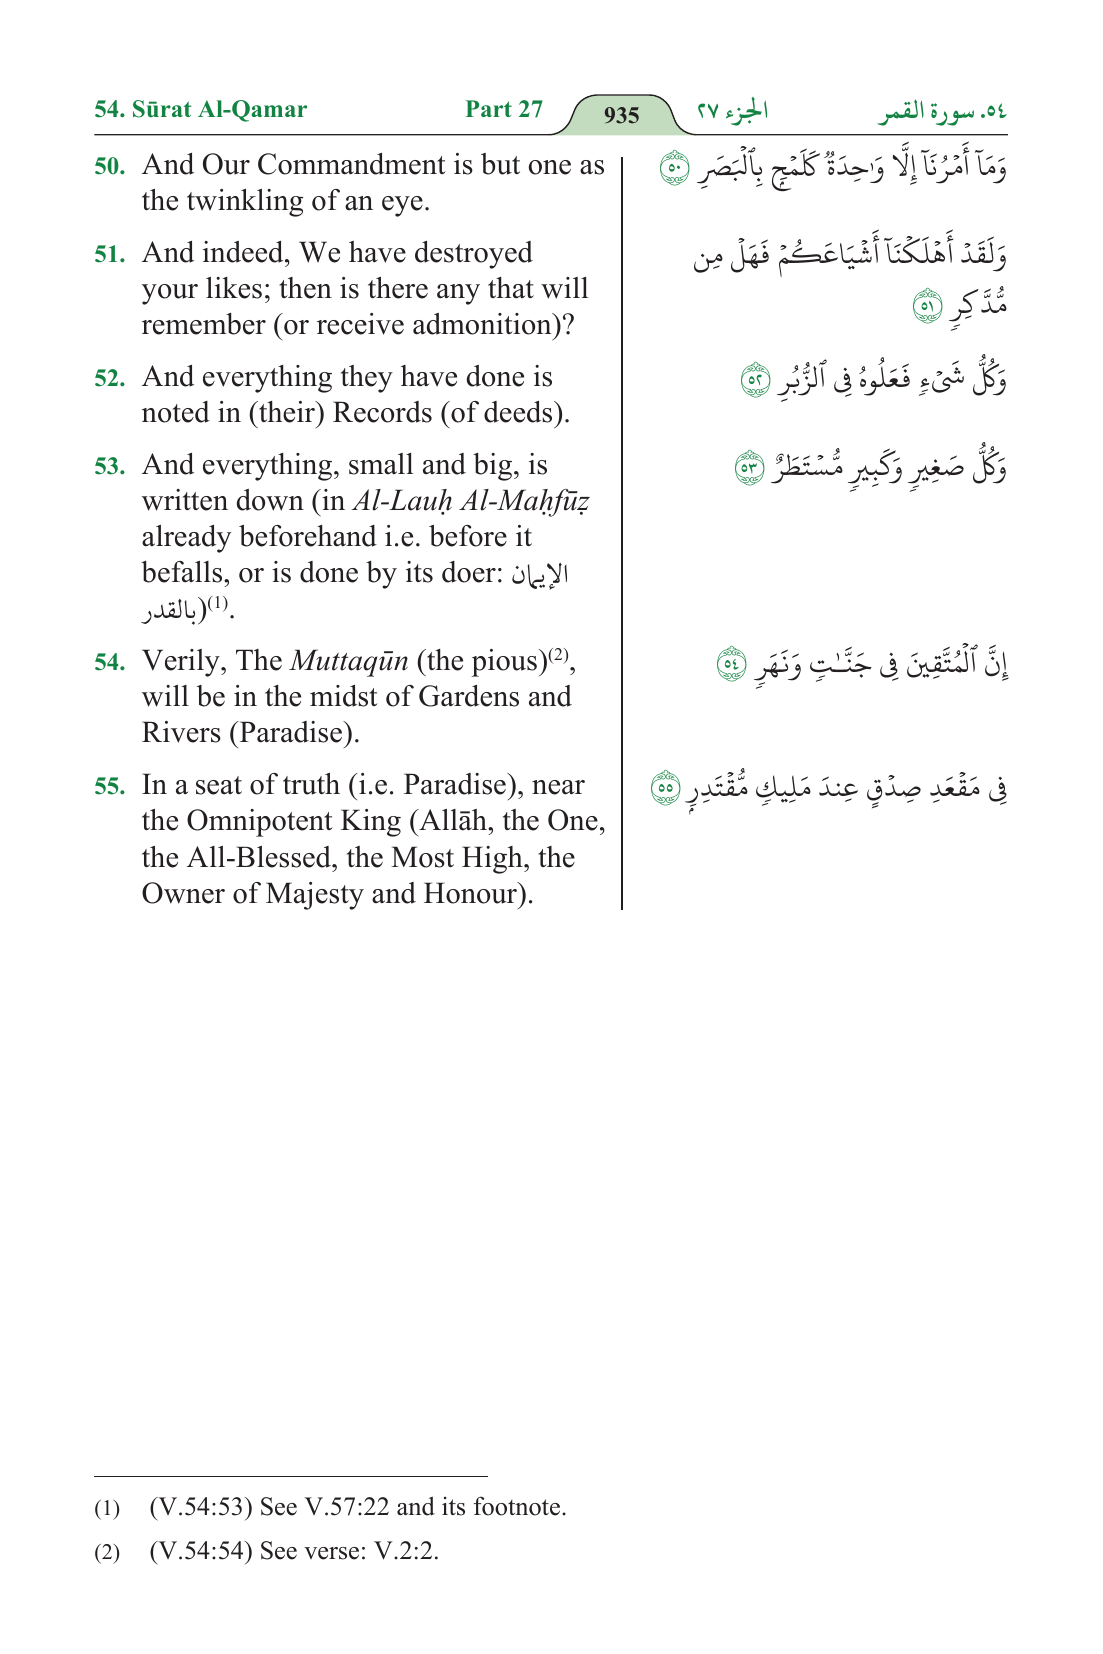 54. Sūrat Al-Qamar Part 27 935 الجزء ٢٧ ٥٤. سورة القمر
50. And Our Commandment is but one as
the twinkling of an eye.
وَمَآ أَمۡرُنَآ إِلَّا وَٰحِدَةٞ كَلَمۡحِۭ بِٱلۡبَصَرِ ٥٠
51. And indeed, We have destroyed
your likes; then is there any that will
remember (or receive admonition)?
وَلَقَدۡ أَهۡلَكۡنَآ أَشۡيَاعَكُمۡ فَهَلۡ مِن
مُّدَّكِرٖ ٥١
52. And everything they have done is
noted in (their) Records (of deeds).
وَكُلُّ شَيۡءٖ فَعَلُوهُ فِي ٱلزُّبُرِ ٥٢
53. And everything, small and big, is
written down (in Al-Lauḥ Al-Maḥfūẓ
already beforehand i.e. before it
befalls, or is done by its doer: الإيمان
بالقدر)(1).
وَكُلُّ صَغِيرٖ وَكَبِيرٖ مُّسۡتَطَرٌ ٥٣
54. Verily, The Muttaqūn (the pious)(2),
will be in the midst of Gardens and
Rivers (Paradise).
إِنَّ ٱلۡمُتَّقِينَ فِي جَنَّـٰتٖ وَنَهَرٖ ٥٤
55. In a seat of truth (i.e. Paradise), near
the Omnipotent King (Allāh, the One,
the All-Blessed, the Most High, the
Owner of Majesty and Honour).
فِي مَقۡعَدِ صِدۡقٍ عِندَ مَلِيكٖ مُّقۡتَدِرِۭ ٥٥
(1) (V.54:53) See V.57:22 and its footnote.
(2) (V.54:54) See verse: V.2:2.